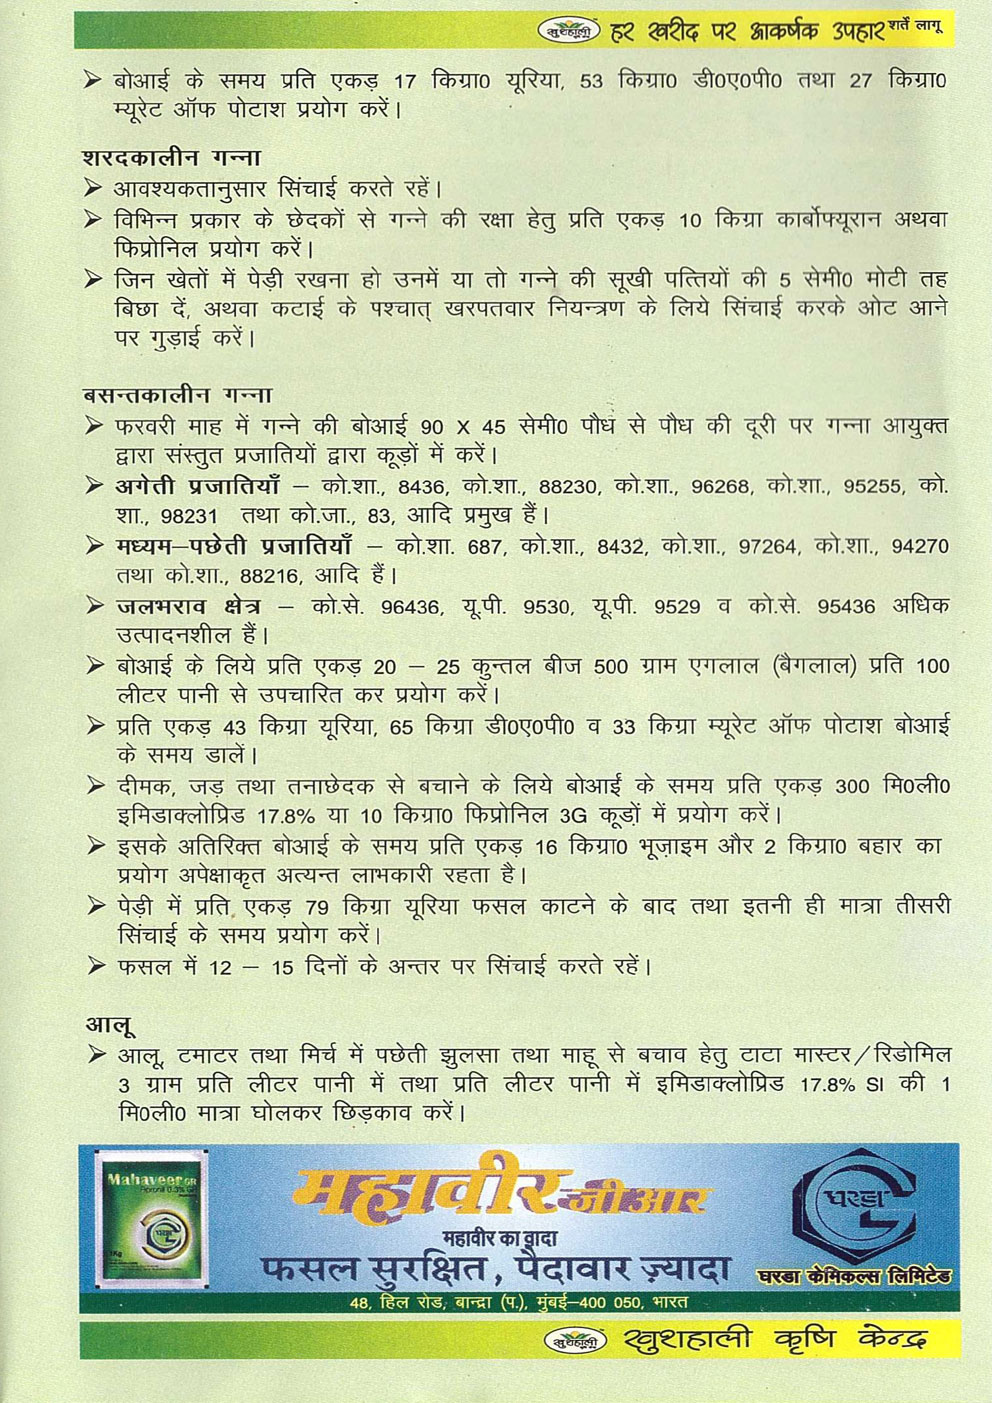 खुशहाली हर खरीद पर आकर्षक उपहार शर्तें लागू
➢ बोआई के समय प्रति एकड़ 17 किग्रा0 यूरिया, 53 किग्रा0 डी0ए0पी0 तथा 27 किग्रा0
म्यूरेट ऑफ पोटाश प्रयोग करें।
शरदकालीन गन्ना
➢ आवश्यकतानुसार सिंचाई करते रहें।
➢ विभिन्न प्रकार के छेदकों से गन्ने की रक्षा हेतु प्रति एकड़ 10 किग्रा कार्बोफ्यूरान अथवा
फिप्रोनिल प्रयोग करें।
➢ जिन खेतों में पेड़ी रखना हो उनमें या तो गन्ने की सूखी पत्तियों की 5 सेमी0 मोटी तह
बिछा दें, अथवा कटाई के पश्चात् खरपतवार नियन्त्रण के लिये सिंचाई करके ओट आने
पर गुड़ाई करें।
बसन्तकालीन गन्ना
➢ फरवरी माह में गन्ने की बोआई 90 X 45 सेमी0 पौध से पौध की दूरी पर गन्ना आयुक्त
द्वारा संस्तुत प्रजातियों द्वारा कूड़ों में करें।
➢ अगेती प्रजातियाँ – को.शा., 8436, को.शा., 88230, को.शा., 96268, को.शा., 95255, को.
शा., 98231 तथा को.जा., 83, आदि प्रमुख हैं।
➢ मध्यम–पछेती प्रजातियाँ – को.शा. 687, को.शा., 8432, को.शा., 97264, को.शा., 94270
तथा को.शा., 88216, आदि हैं।
➢ जलभराव क्षेत्र – को.से. 96436, यू.पी. 9530, यू.पी. 9529 व को.से. 95436 अधिक
उत्पादनशील हैं।
➢ बोआई के लिये प्रति एकड़ 20 – 25 कुन्तल बीज 500 ग्राम एगलाल (बैगलाल) प्रति 100
लीटर पानी से उपचारित कर प्रयोग करें।
➢ प्रति एकड़ 43 किग्रा यूरिया, 65 किग्रा डी0ए0पी0 व 33 किग्रा म्यूरेट ऑफ पोटाश बोआई
के समय डालें।
➢ दीमक, जड़ तथा तनाछेदक से बचाने के लिये बोआई के समय प्रति एकड़ 300 मि0ली0
इमिडाक्लोप्रिड 17.8% या 10 किग्रा0 फिप्रोनिल 3G कूडों में प्रयोग करें।
➢ इसके अतिरिक्त बोआई के समय प्रति एकड़ 16 किग्रा0 भूज़ाइम और 2 किग्रा0 बहार का
प्रयोग अपेक्षाकृत अत्यन्त लाभकारी रहता है।
➢ पेड़ी में प्रति एकड़ 79 किग्रा यूरिया फसल काटने के बाद तथा इतनी ही मात्रा तीसरी
सिंचाई के समय प्रयोग करें।
➢ फसल में 12 – 15 दिनों के अन्तर पर सिंचाई करते रहें।
आलू
➢ आलू, टमाटर तथा मिर्च में पछेती झुलसा तथा माहू से बचाव हेतु टाटा मास्टर/रिडोमिल
3 ग्राम प्रति लीटर पानी में तथा प्रति लीटर पानी में इमिडाक्लोप्रिड 17.8% SI की 1
मि0ली0 मात्रा घोलकर छिड़काव करें।
Mahaveer GR
Fipronil 0.3% GR
घरडा
1Kg
महावीर जीआर
महावीर का वादा
फसल सुरक्षित, पैदावार ज़्यादा
घरडा
घरडा केमिकल्स लिमिटेड
48, हिल रोड, बान्द्रा (प.), मुंबई–400 050, भारत
खुशहाली खुशहाली कृषि केन्द्र